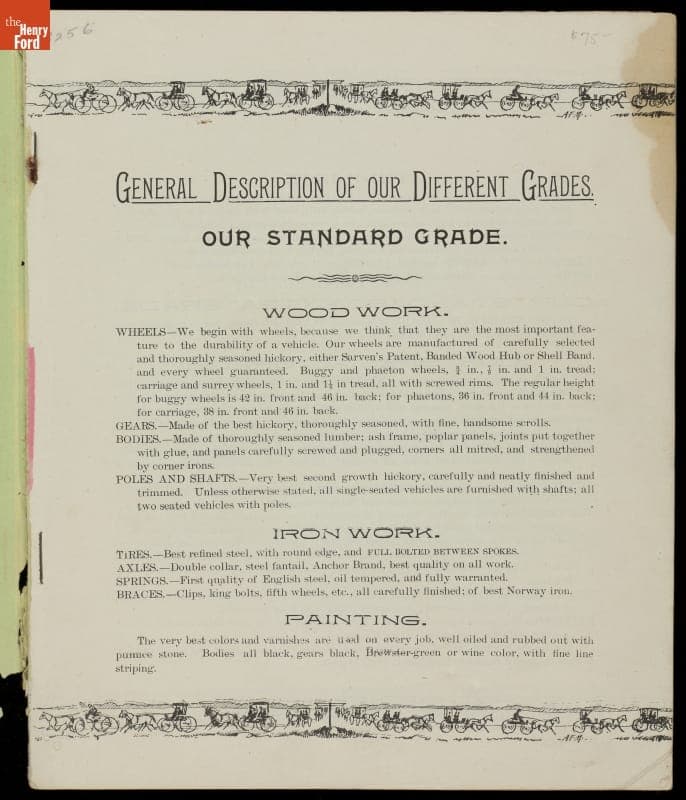 the
Henry
Ford
256
$75-
A.F.M.
GENERAL DESCRIPTION OF OUR DIFFERENT GRADES.
OUR STANDARD GRADE.
WOOD WORK.
WHEELS—We begin with wheels, because we think that they are the most important fea-
ture to the durability of a vehicle. Our wheels are manufactured of carefully selected
and thoroughly seasoned hickory, either Sarven's Patent, Banded Wood Hub or Shell Band,
and every wheel guaranteed. Buggy and phaeton wheels, ¾ in., ⅞ in. and 1 in. tread;
carriage and surrey wheels, 1 in. and 1⅛ in tread, all with screwed rims. The regular height
for buggy wheels is 42 in. front and 46 in. back; for phaetons, 36 in. front and 44 in. back;
for carriage, 38 in. front and 46 in. back.
GEARS.—Made of the best hickory, thoroughly seasoned, with fine, handsome scrolls.
BODIES.—Made of thoroughly seasoned lumber; ash frame, poplar panels, joints put together
with glue, and panels carefully screwed and plugged, corners all mitred, and strengthened
by corner irons.
POLES AND SHAFTS.—Very best second growth hickory, carefully and neatly finished and
trimmed. Unless otherwise stated, all single-seated vehicles are furnished with shafts; all
two seated vehicles with poles.
IRON WORK.
TIRES.—Best refined steel, with round edge, and FULL BOLTED BETWEEN SPOKES.
AXLES.—Double collar, steel fantail, Anchor Brand, best quality on all work.
SPRINGS.—First quality of English steel, oil tempered, and fully warranted.
BRACES.—Clips, king bolts, fifth wheels, etc., all carefully finished; of best Norway iron.
PAINTING.
The very best colors and varnishes are used on every job, well oiled and rubbed out with
pumice stone. Bodies all black, gears black, Brewster-green or wine color, with fine line
striping.
A.F.M.